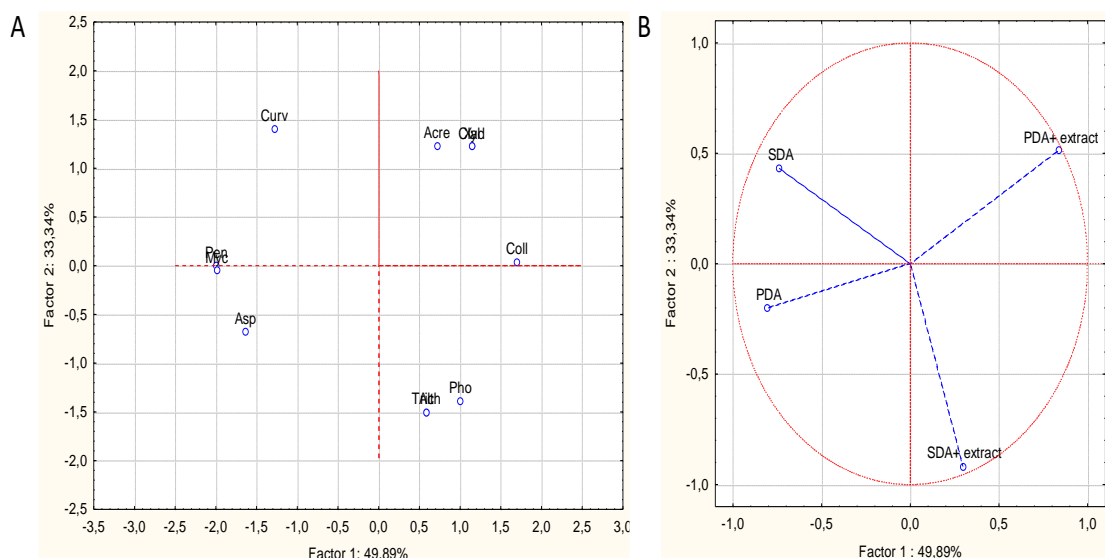 A
B
2,5
2,0
1,5
1,0
0,5
0,0
-0,5
-1,0
-1,5
-2,0
-2,5
Factor 2: 33,34%
Curv
Acre
Coll
Pen
Myc
Asp
Pho
-3,5 -3,0 -2,5 -2,0 -1,5 -1,0 -0,5 0,0 0,5 1,0 1,5 2,0 2,5 3,0
Factor 1: 49,89%
1,0
0,5
0,0
-0,5
-1,0
Factor 2 : 33,34%
PDA+ extract
SDA
PDA
SDA+ extract
-1,0 -0,5 0,0 0,5 1,0
Factor 1 : 49,89%